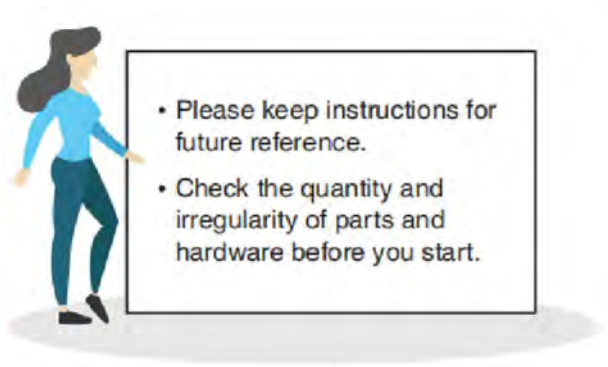 • Please keep instructions for
future reference.
• Check the quantity and
irregularity of parts and
hardware before you start.